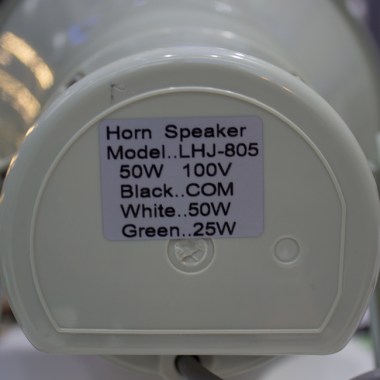 Horn Speaker
Model..LHJ-805
50W 100V
Black..COM
White..50W
Green..25W